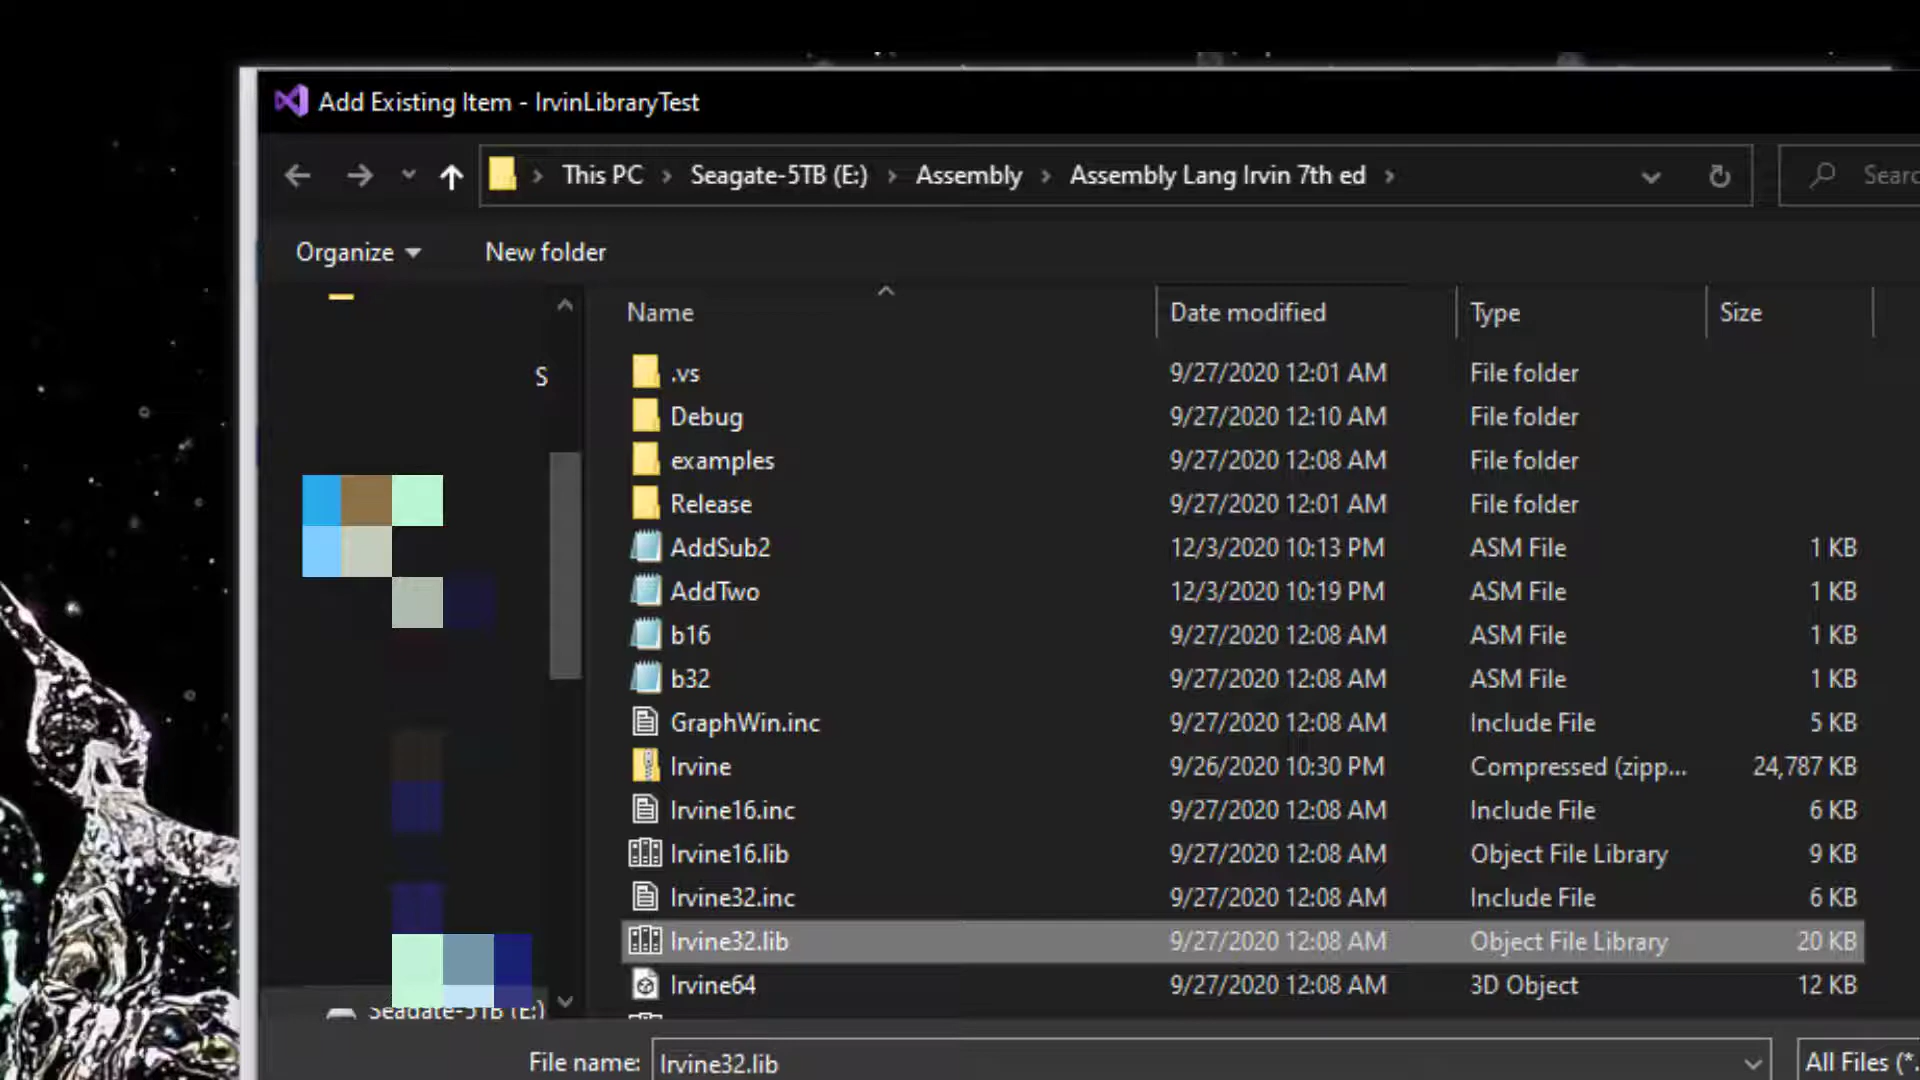 Add Existing Item - IrvinLibraryTest
This PC > Seagate-5TB (E:) > Assembly > Assembly Lang Irvin 7th ed >
Organize New folder
Name Date modified Type Size
S
.vs 9/27/2020 12:01 AM File folder
Debug 9/27/2020 12:10 AM File folder
examples 9/27/2020 12:08 AM File folder
Release 9/27/2020 12:01 AM File folder
AddSub2 12/3/2020 10:13 PM ASM File 1 KB
AddTwo 12/3/2020 10:19 PM ASM File 1 KB
b16 9/27/2020 12:08 AM ASM File 1 KB
b32 9/27/2020 12:08 AM ASM File 1 KB
GraphWin.inc 9/27/2020 12:08 AM Include File 5 KB
Irvine 9/26/2020 10:30 PM Compressed (zipp... 24,787 KB
Irvine16.inc 9/27/2020 12:08 AM Include File 6 KB
Irvine16.lib 9/27/2020 12:08 AM Object File Library 9 KB
Irvine32.inc 9/27/2020 12:08 AM Include File 6 KB
Irvine32.lib 9/27/2020 12:08 AM Object File Library 20 KB
Irvine64 9/27/2020 12:08 AM 3D Object 12 KB
Seagate-5TB (E:)
File name: Irvine32.lib All Files (*.